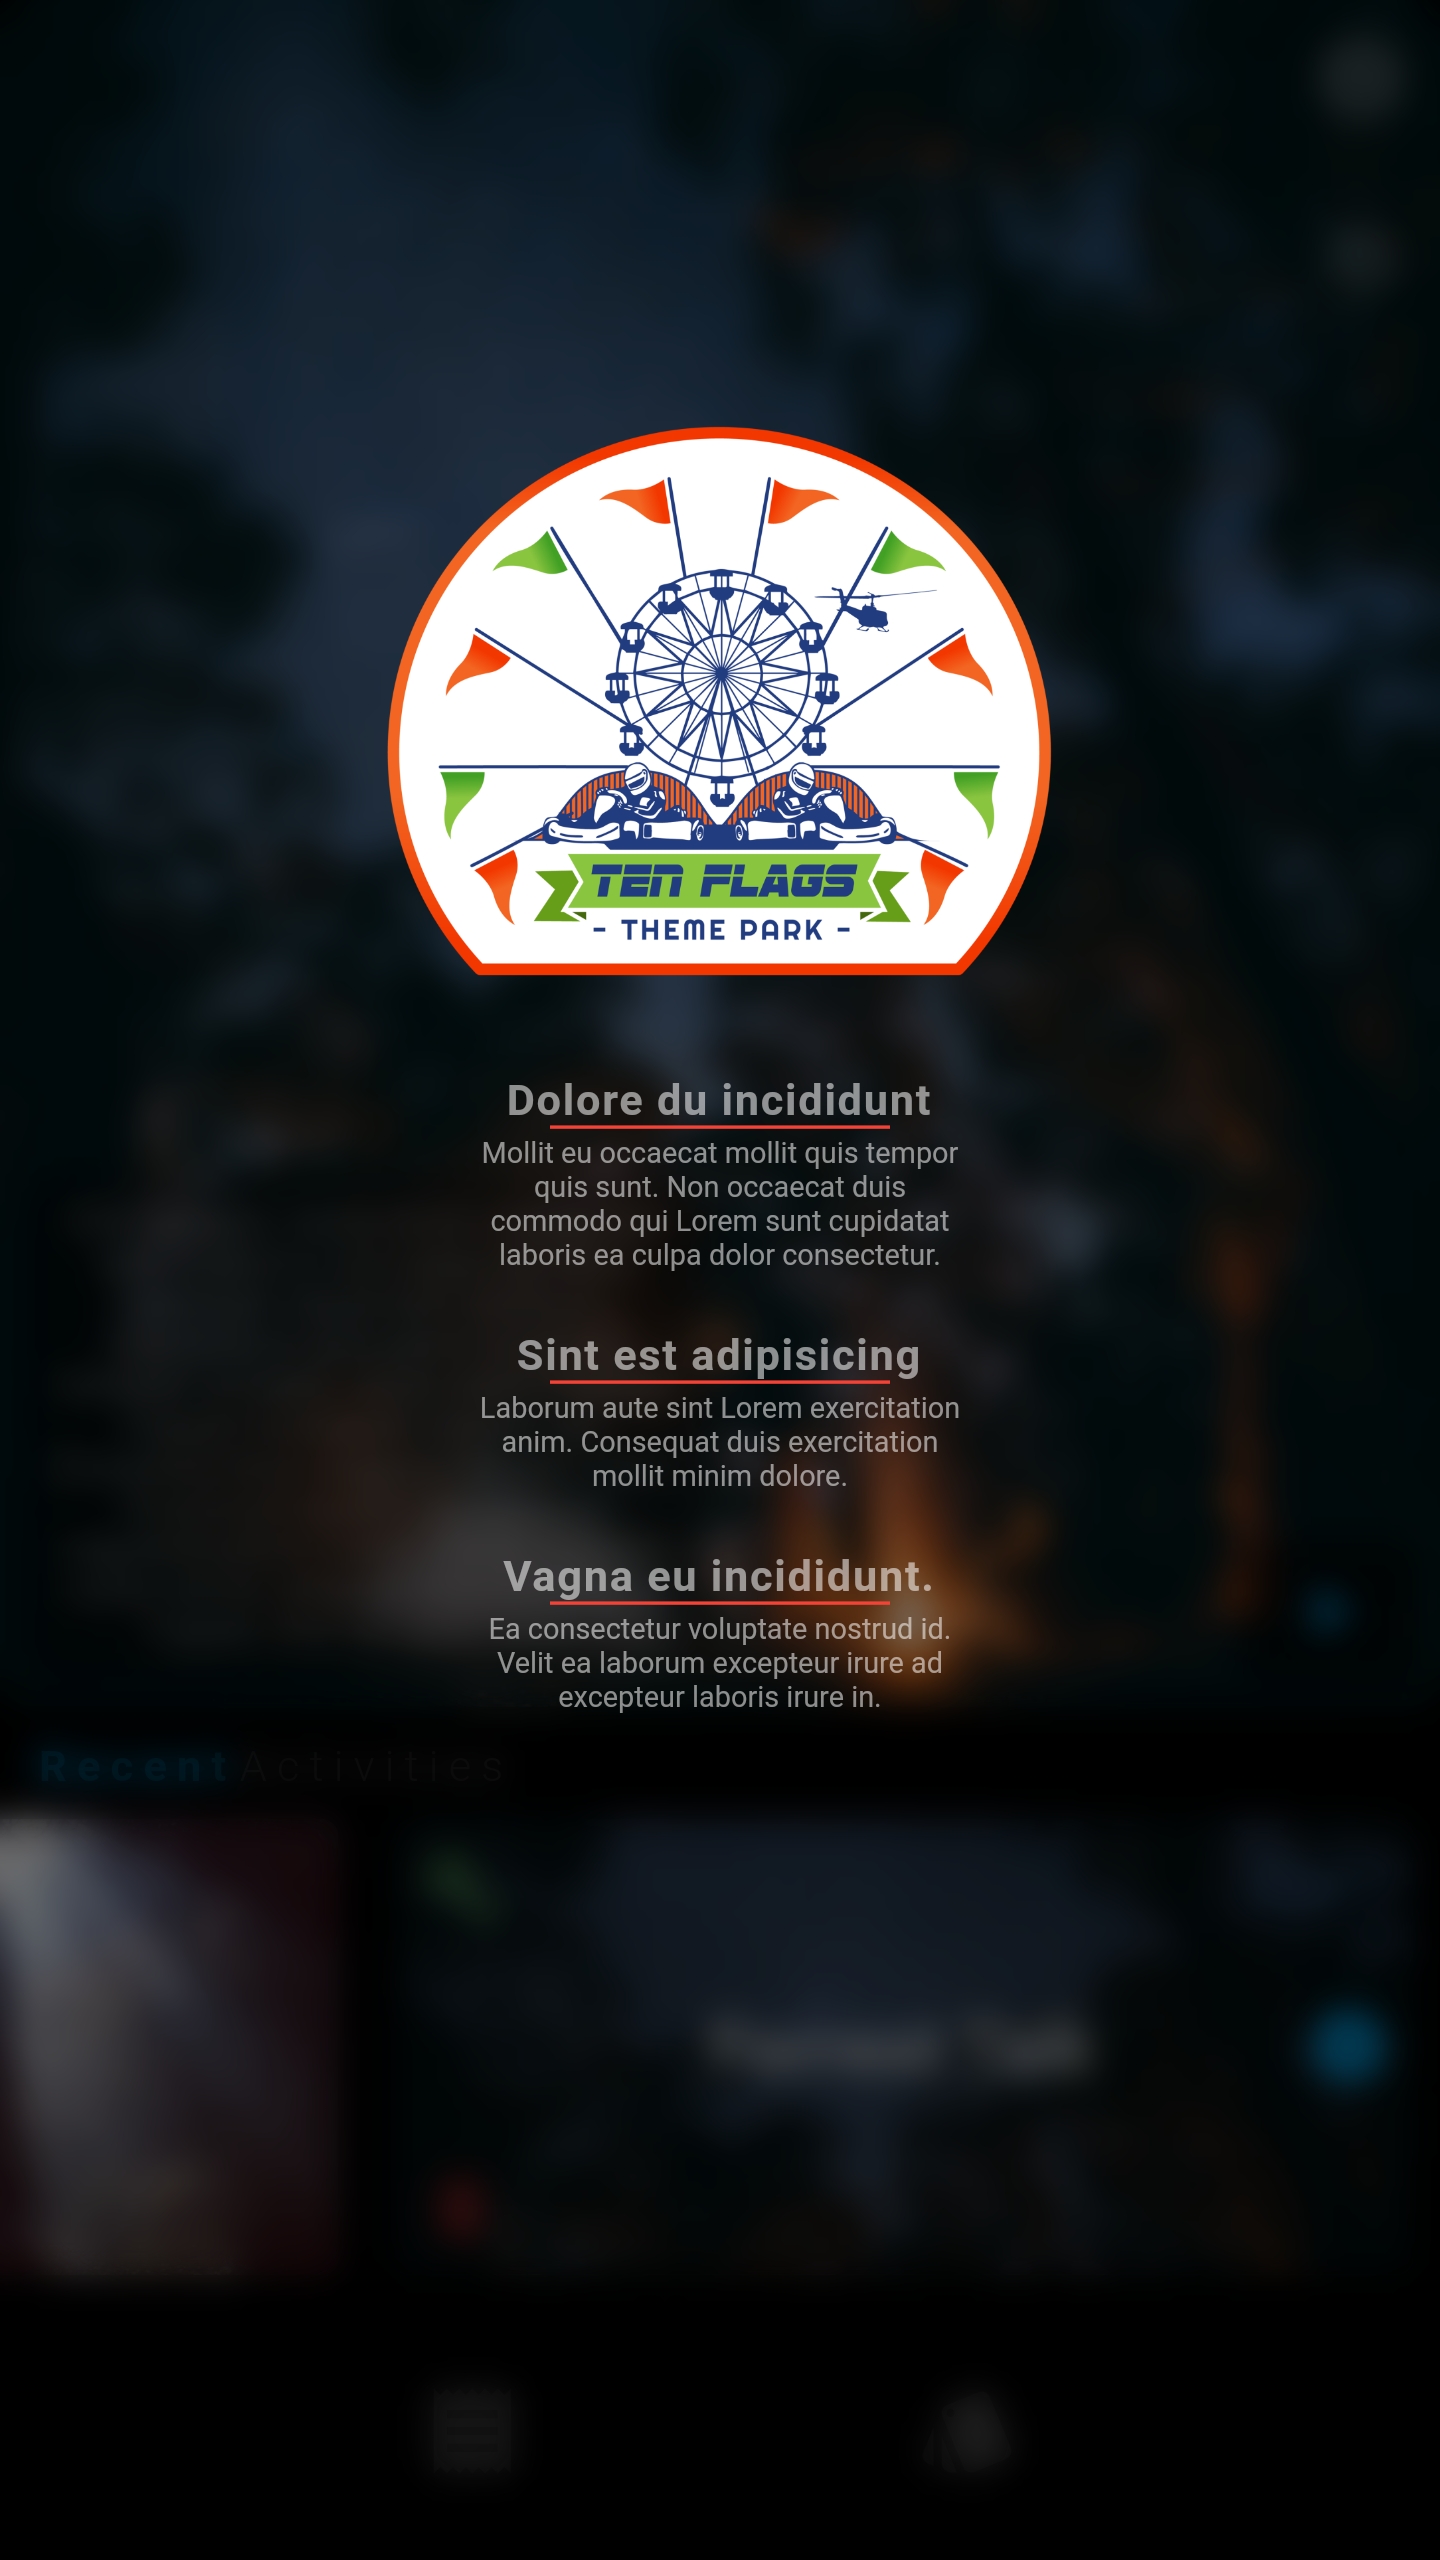 TEN FLAGS
- THEME PARK -
Dolore du incididunt
Mollit eu occaecat mollit quis tempor
quis sunt. Non occaecat duis
commodo qui Lorem sunt cupidatat
laboris ea culpa dolor consectetur.
Sint est adipisicing
Laborum aute sint Lorem exercitation
anim. Consequat duis exercitation
mollit minim dolore.
Vagna eu incididunt.
Ea consectetur voluptate nostrud id.
Velit ea laborum excepteur irure ad
excepteur laboris irure in.
Recent Activities